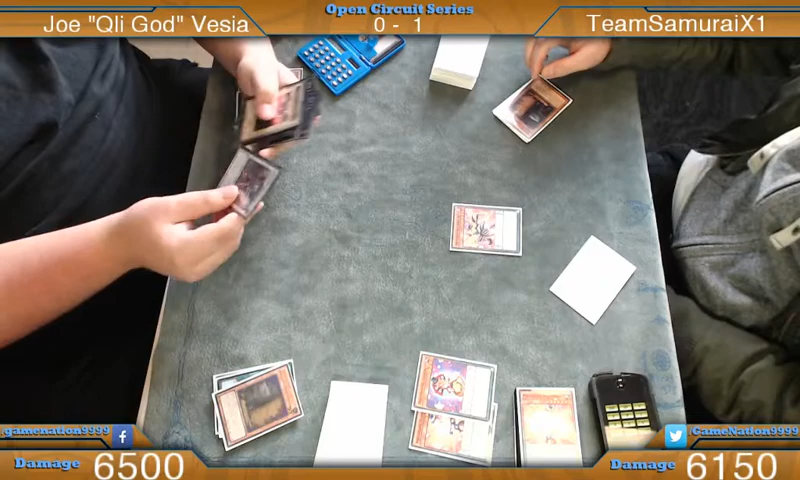 Open Circuit Series
Joe "Qli God" Vesia
0 - 1
TeamSamuraiX1
gamenation9999
/GameNation9999
Damage 6500
Damage 6150